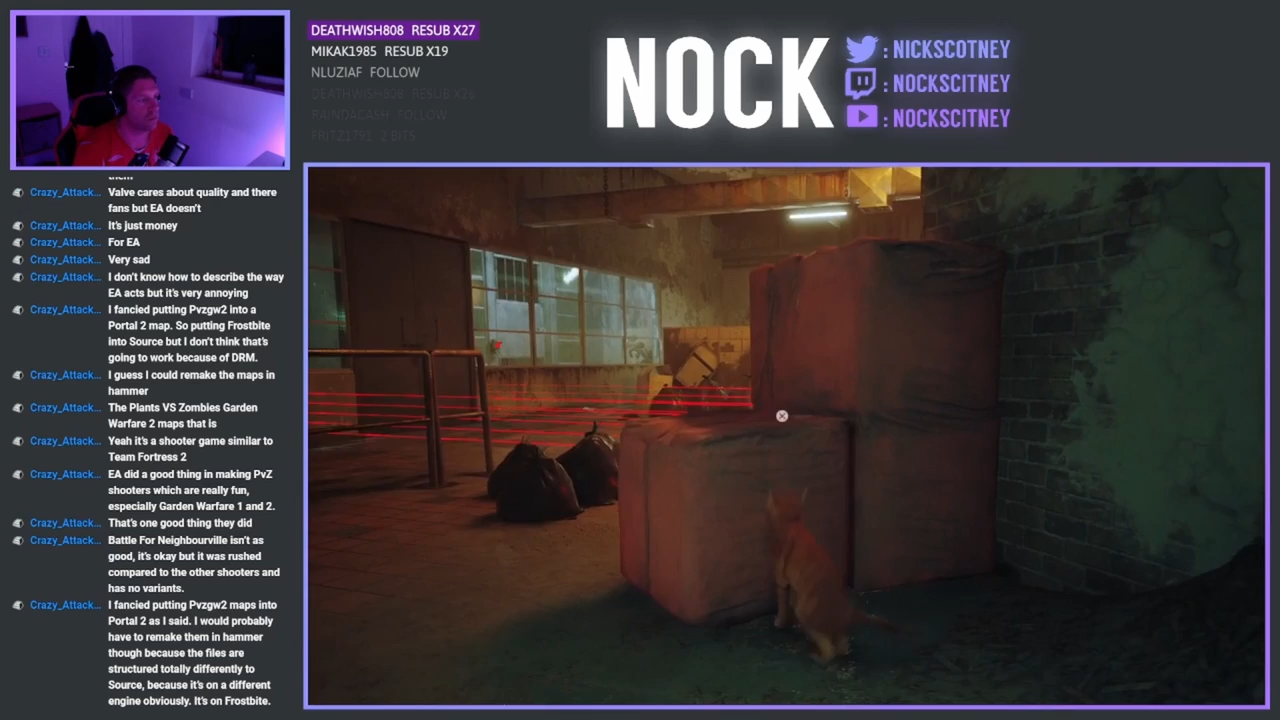 DEATHWISH808 RESUB X27
MIKAK1985 RESUB X19
NLUZIAF FOLLOW
DEATHWISH808 RESUB X26
RAINDACASH FOLLOW
FRITZ1792 2 BITS
NOCK
: NICKSCOTNEY
: NOCKSCITNEY
: NOCKSCITNEY
them
Crazy_Attack... Valve cares about quality and there
fans but EA doesn't
Crazy_Attack... It's just money
Crazy_Attack... For EA
Crazy_Attack... Very sad
Crazy_Attack... I don't know how to describe the way
EA acts but it's very annoying
Crazy_Attack... I fancied putting Pvzgw2 into a
Portal 2 map. So putting Frostbite
into Source but I don't think that's
going to work because of DRM.
Crazy_Attack... I guess I could remake the maps in
hammer
Crazy_Attack... The Plants VS Zombies Garden
Warfare 2 maps that is
Crazy_Attack... Yeah it's a shooter game similar to
Team Fortress 2
Crazy_Attack... EA did a good thing in making PvZ
shooters which are really fun,
especially Garden Warfare 1 and 2.
Crazy_Attack... That's one good thing they did
Crazy_Attack... Battle For Neighbourville isn't as
good, it's okay but it was rushed
compared to the other shooters and
has no variants.
Crazy_Attack... I fancied putting Pvzgw2 maps into
Portal 2 as I said. I would probably
have to remake them in hammer
though because the files are
structured totally differently to
Source, because it's on a different
engine obviously. It's on Frostbite.